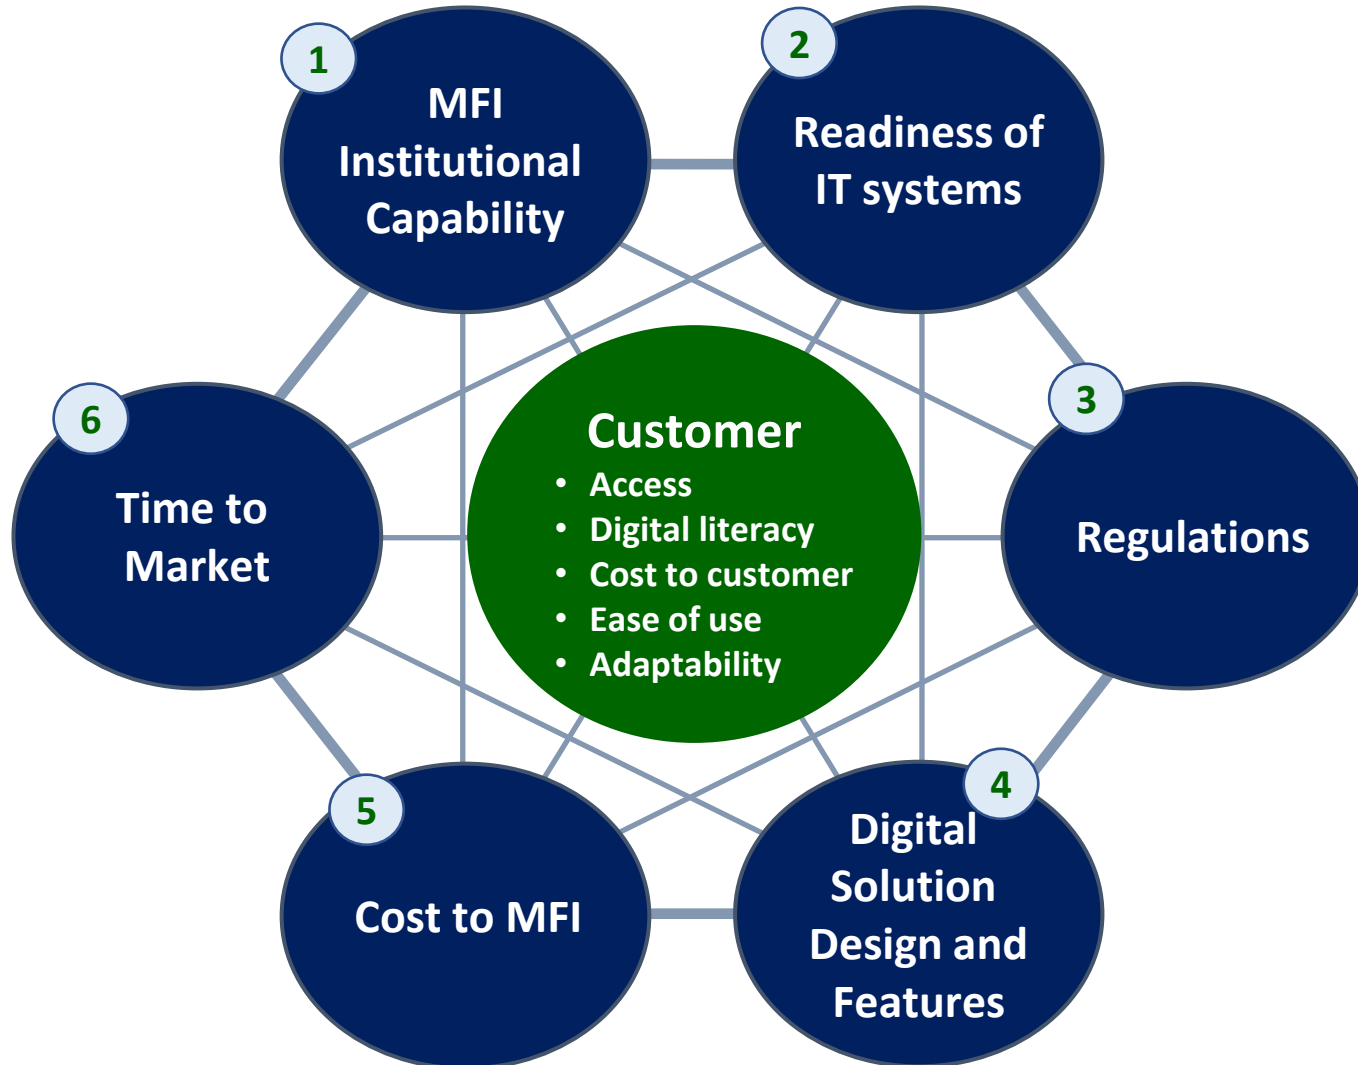 1
MFI
Institutional
Capability
2
Readiness of
IT systems
3
Regulations
4
Digital
Solution
Design and
Features
5
Cost to MFI
6
Time to
Market
Customer
• Access
• Digital literacy
• Cost to customer
• Ease of use
• Adaptability